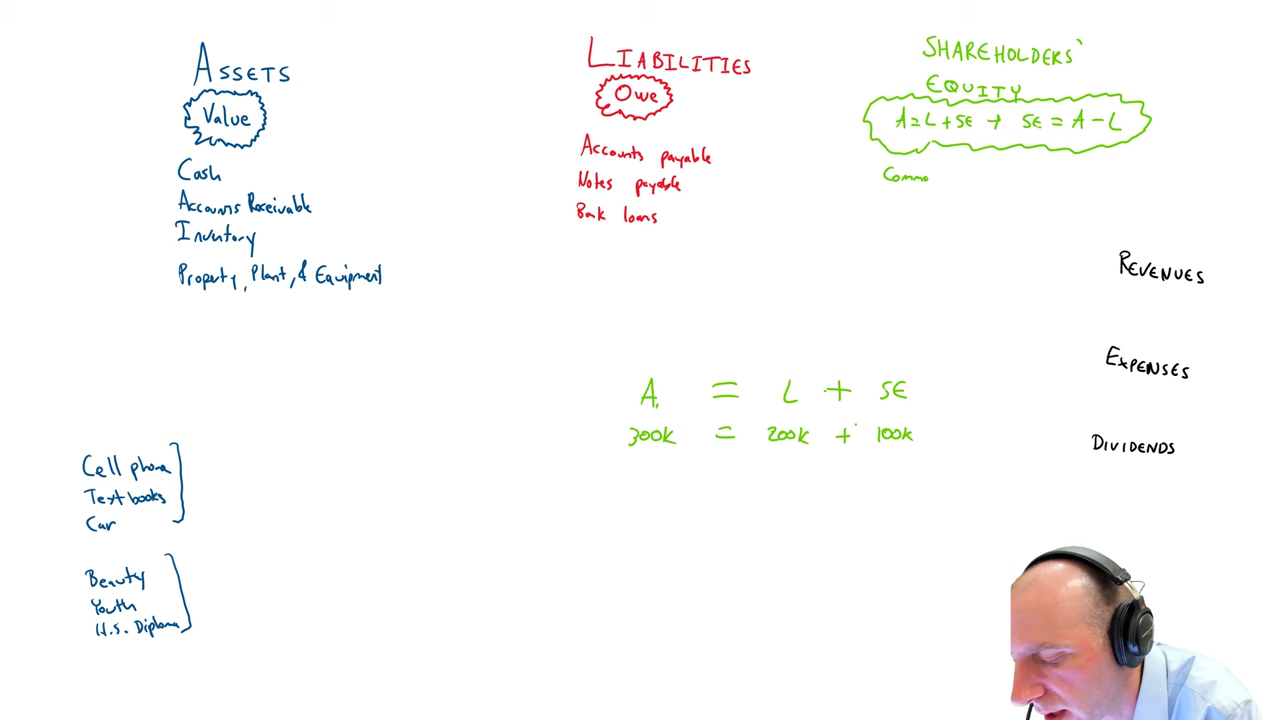 ASSETS
Value
Cash
Accounts Receivable
Inventory
Property, Plant, & Equipment
LIABILITIES
Owe
Accounts payable
Notes payable
Bank loans
SHAREHOLDERS'
EQUITY
A = L + SE → SE = A - L
Commo
REVENUES
EXPENSES
DIVIDENDS
A = L + SE
300k = 200k + 100k
Cell phone
Textbooks
Car
Beauty
Youth
H.S. Diploma